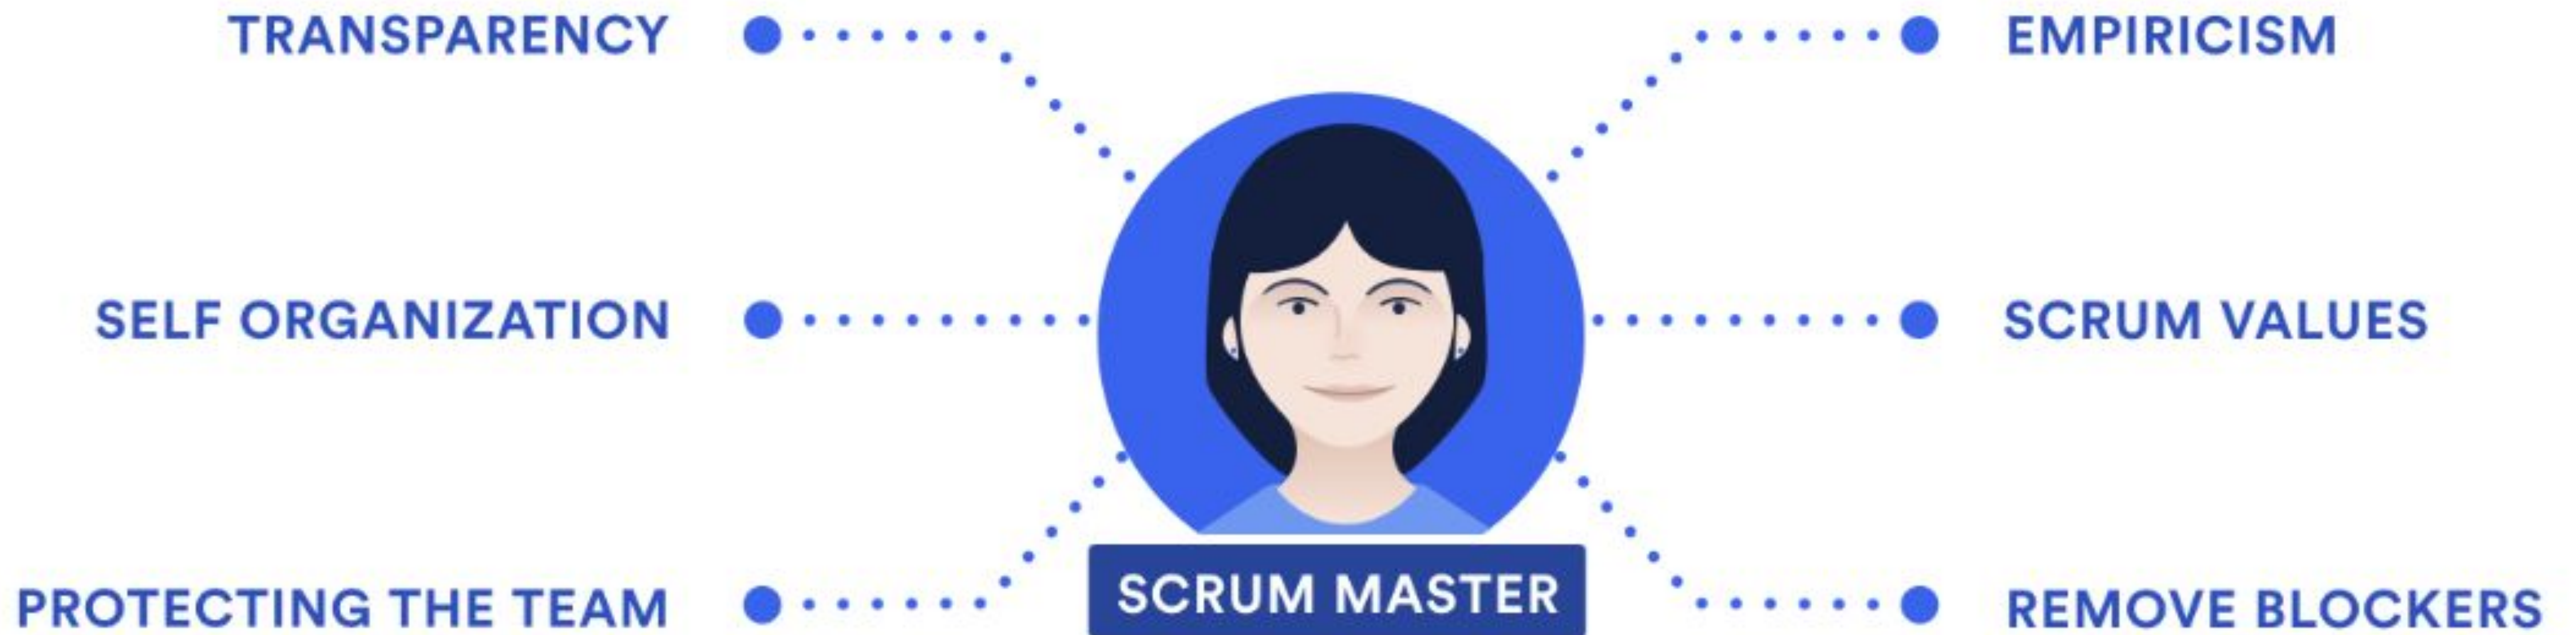 TRANSPARENCY
EMPIRICISM
SELF ORGANIZATION
SCRUM VALUES
PROTECTING THE TEAM
SCRUM MASTER
REMOVE BLOCKERS